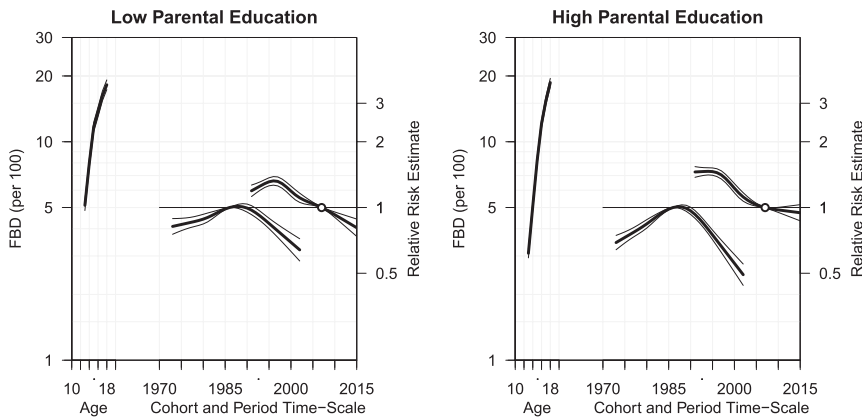 Low Parental Education
30
20
10
5
1
FBD (per 100)
3
2
1
0.5
Relative Risk Estimate
10 18 1970 1985 2000 2015
Age Cohort and Period Time−Scale
High Parental Education
30
20
10
5
1
FBD (per 100)
3
2
1
0.5
Relative Risk Estimate
10 18 1970 1985 2000 2015
Age Cohort and Period Time−Scale